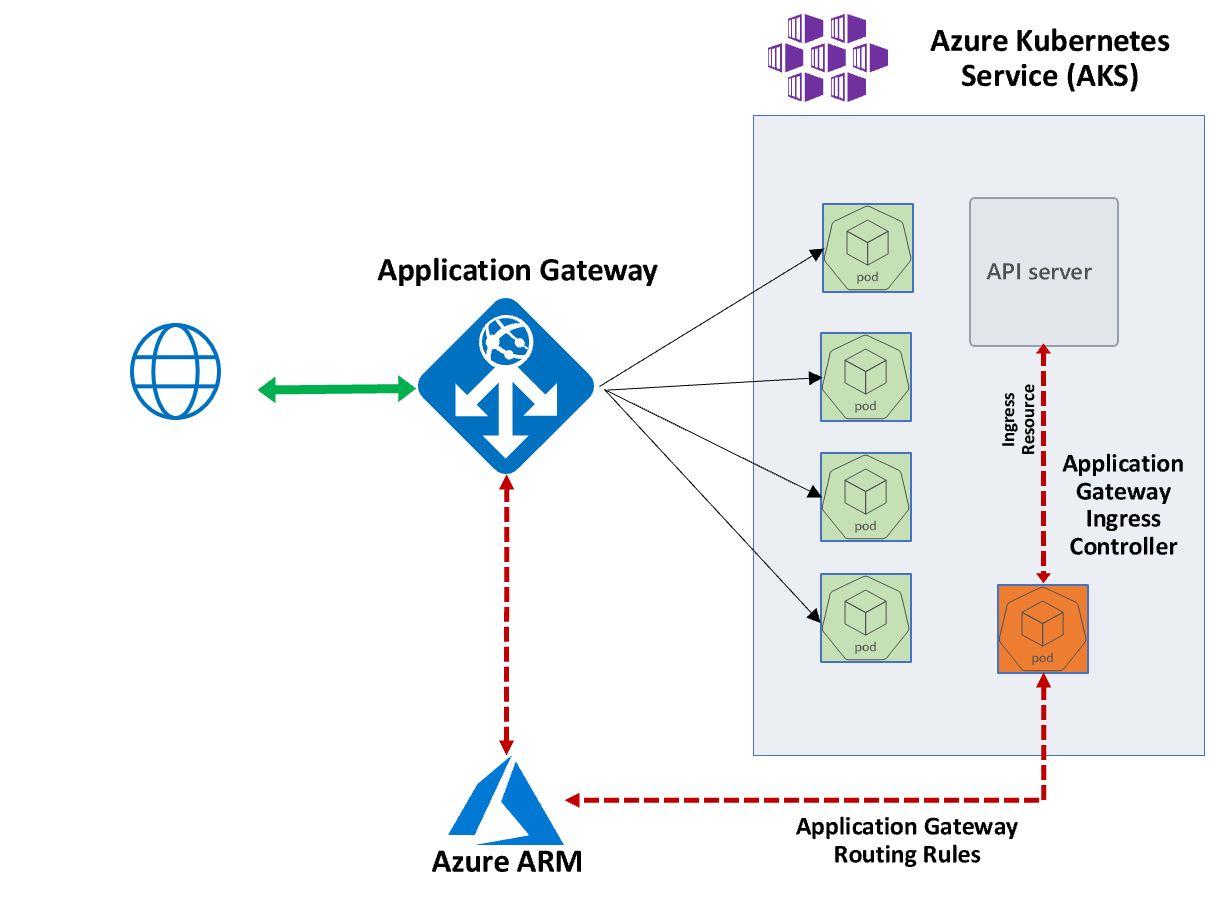 Azure Kubernetes
Service (AKS)
Application Gateway
pod
API server
pod
Ingress
Resource
Application
Gateway
Ingress
Controller
pod
pod
pod
Application Gateway
Routing Rules
Azure ARM